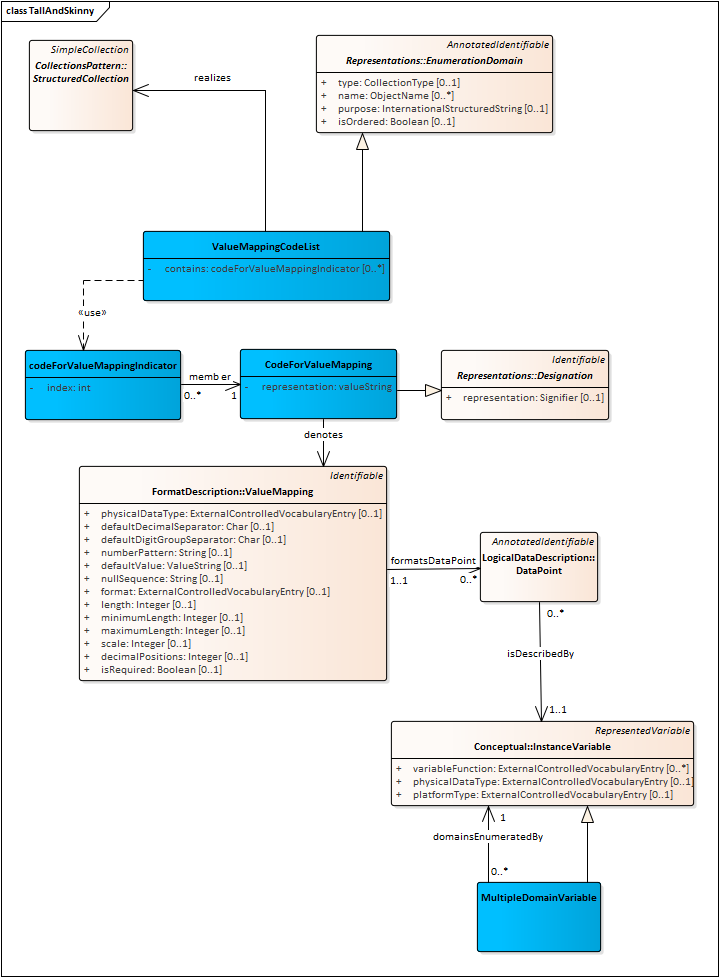 class TallAndSkinny
SimpleCollection
CollectionsPattern::
StructuredCollection
AnnotatedIdentifiable
Representations::EnumerationDomain
+ type: CollectionType [0..1]
+ name: ObjectName [0..*]
+ purpose: InternationalStructuredString [0..1]
+ isOrdered: Boolean [0..1]
realizes
ValueMappingCodeList
- contains: codeForValueMappingIndicator [0..*]
«use»
codeForValueMappingIndicator
- index: int
member
0..*
1
CodeForValueMapping
- representation: valueString
Identifiable
Representations::Designation
+ representation: Signifier [0..1]
denotes
Identifiable
FormatDescription::ValueMapping
+ physicalDataType: ExternalControlledVocabularyEntry [0..1]
+ defaultDecimalSeparator: Char [0..1]
+ defaultDigitGroupSeparator: Char [0..1]
+ numberPattern: String [0..1]
+ defaultValue: ValueString [0..1]
+ nullSequence: String [0..1]
+ format: ExternalControlledVocabularyEntry [0..1]
+ length: Integer [0..1]
+ minimumLength: Integer [0..1]
+ maximumLength: Integer [0..1]
+ scale: Integer [0..1]
+ decimalPositions: Integer [0..1]
+ isRequired: Boolean [0..1]
formatsDataPoint
1..1
0..*
AnnotatedIdentifiable
LogicalDataDescription::
DataPoint
0..*
isDescribedBy
1..1
RepresentedVariable
Conceptual::InstanceVariable
+ variableFunction: ExternalControlledVocabularyEntry [0..*]
+ physicalDataType: ExternalControlledVocabularyEntry [0..1]
+ platformType: ExternalControlledVocabularyEntry [0..1]
1
domainsEnumeratedBy
0..*
MultipleDomainVariable